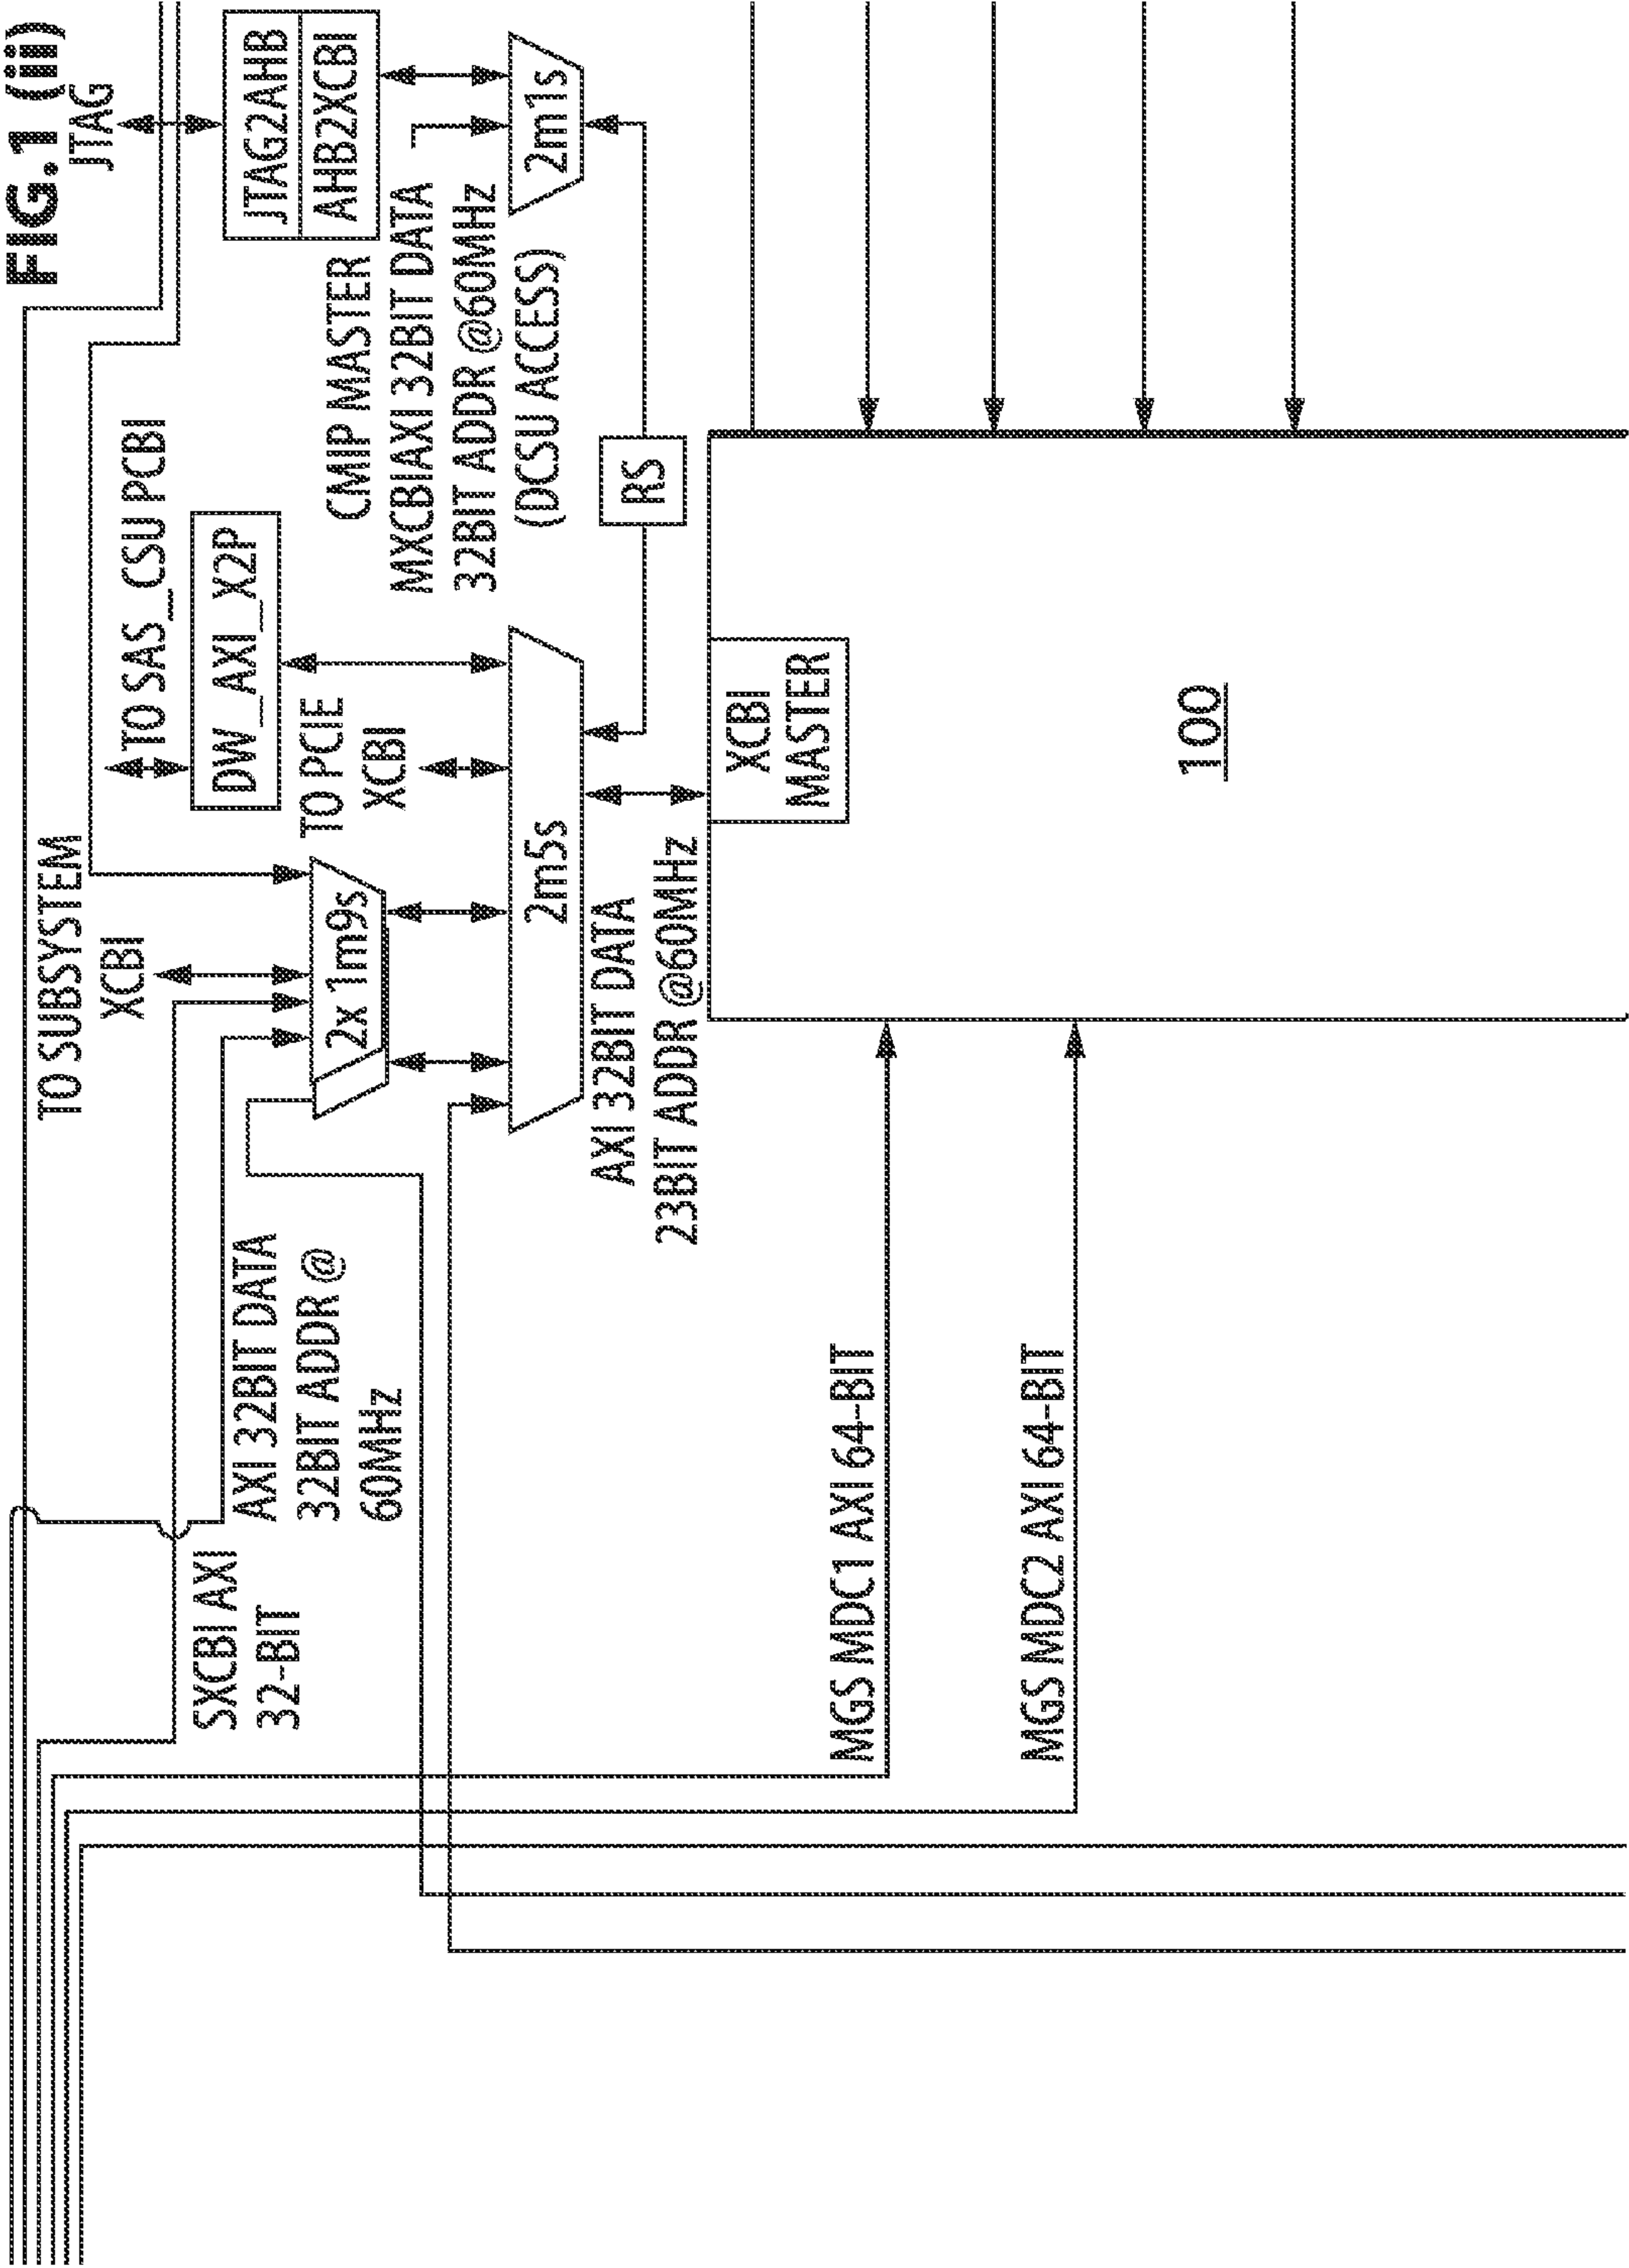 FIG.1 (ii)
JTAG
JTAG2AHB
AHB2XCBI
2m1s
CMIP MASTER
MXCBIAXI 32BIT DATA
32BIT ADDR @60MHz
(DCSU ACCESS)
RS
TO SAS_CSU PCBI
DW_AXI_X2P
TO PCIE
XCBI
TO SUBSYSTEM
XCBI
2x 1m9s
2m5s
AXI 32BIT DATA
23BIT ADDR @60MHz
XCBI
MASTER
100
AXI 32BIT DATA
32BIT ADDR @
60MHz
SXCBI AXI
32-BIT
MGS MDC1 AXI 64-BIT
MGS MDC2 AXI 64-BIT